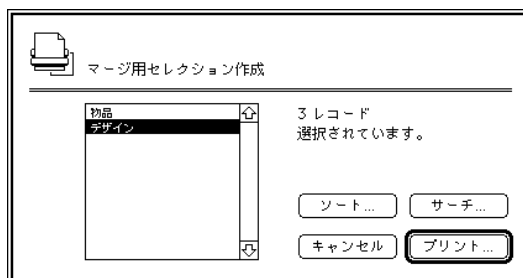 マージ用セレクション作成
物品
デザイン
3 レコード
選択されています。
ソート...
サーチ...
キャンセル
プリント...